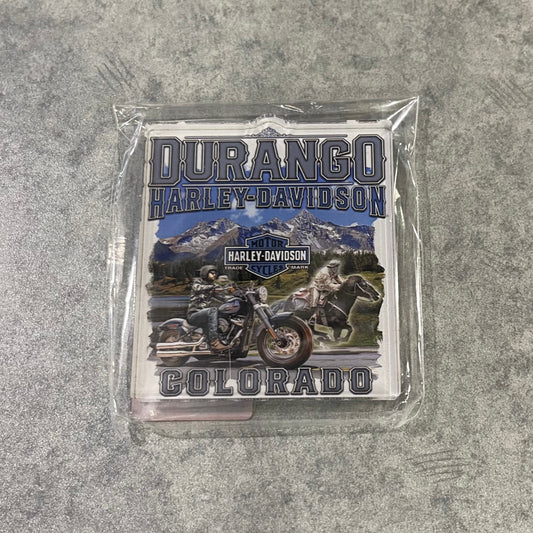 DURANGO
HARLEY-DAVIDSON
MOTOR
HARLEY-DAVIDSON
TRADE MARK
CYCLES
COLORADO